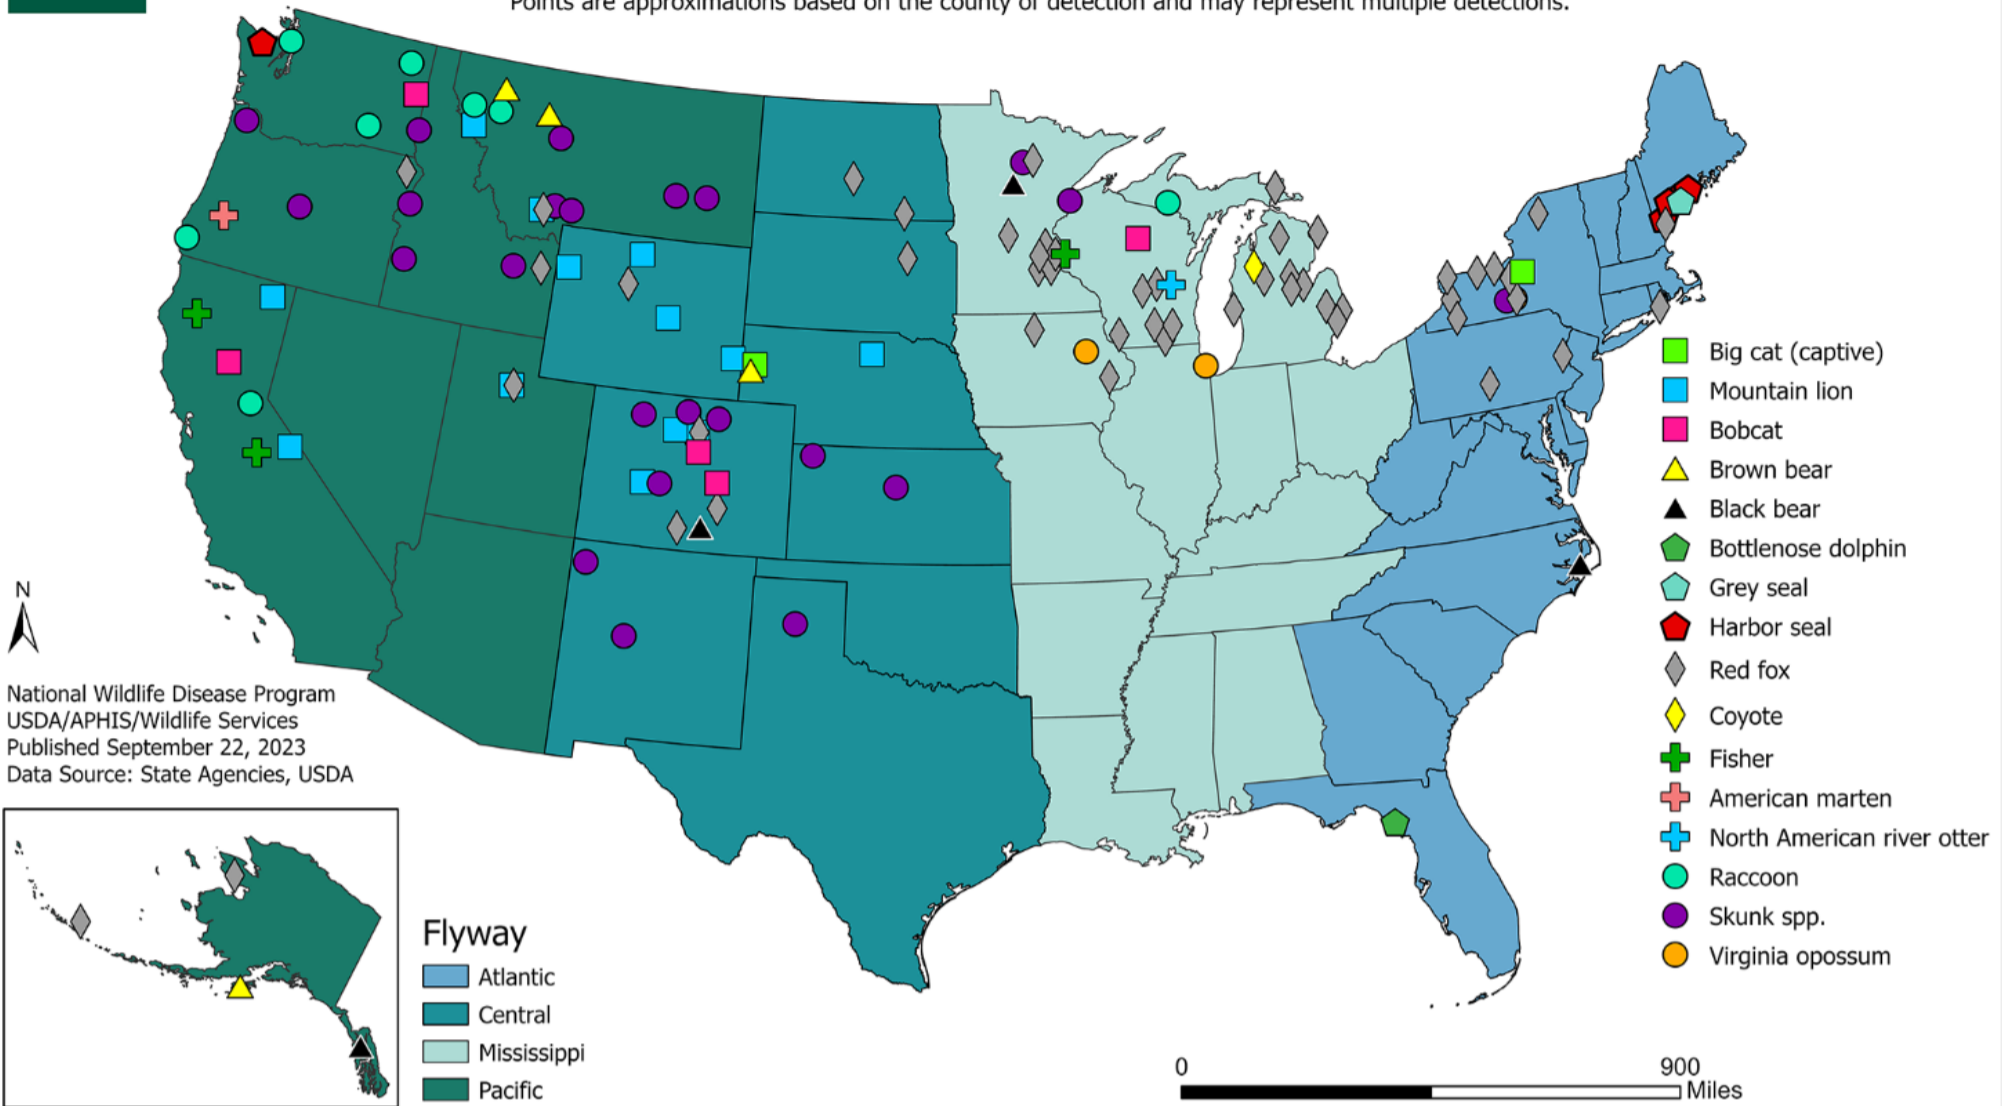 Points are approximations based on the county of detection and may represent multiple detections.
N
National Wildlife Disease Program
USDA/APHIS/Wildlife Services
Published September 22, 2023
Data Source: State Agencies, USDA
Big cat (captive)
Mountain lion
Bobcat
Brown bear
Black bear
Bottlenose dolphin
Grey seal
Harbor seal
Red fox
Coyote
Fisher
American marten
North American river otter
Raccoon
Skunk spp.
Virginia opossum
Flyway
Atlantic
Central
Mississippi
Pacific
0 900
Miles